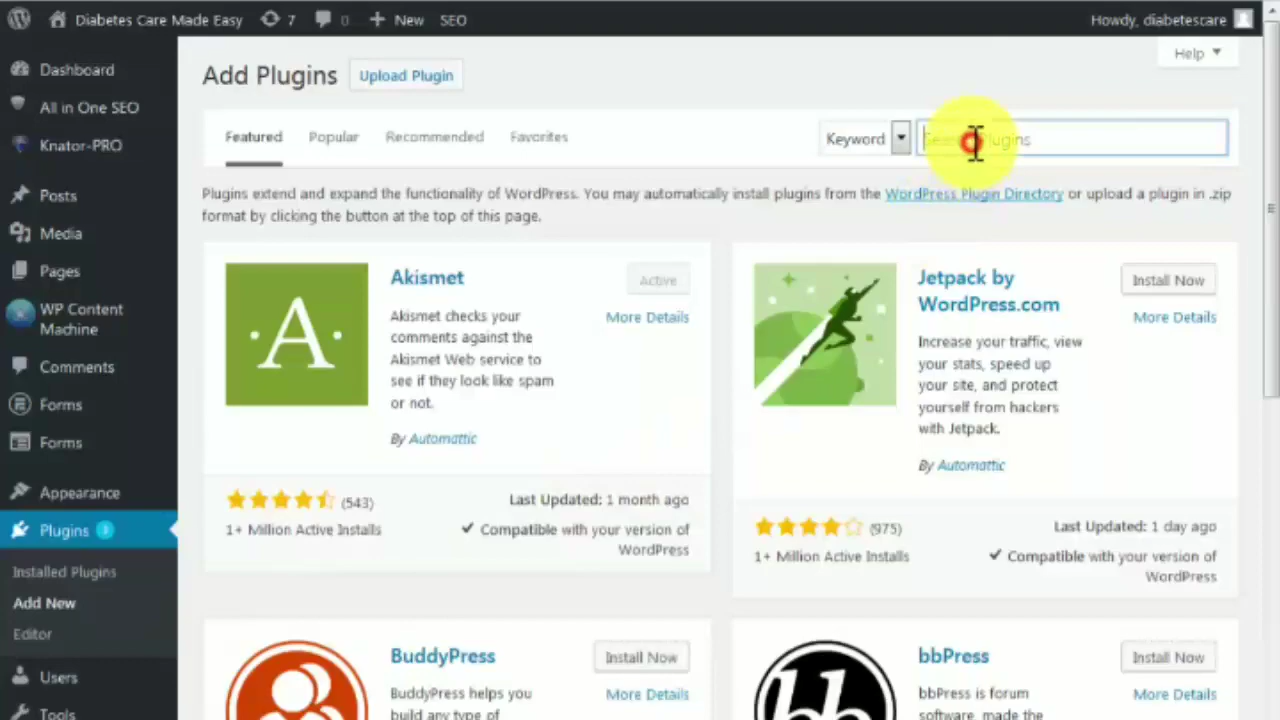 Diabetes Care Made Easy 7 0 New SEO Howdy, diabetescare
Help
Dashboard
All in One SEO
Knator-PRO
Posts
Media
Pages
WP Content
Machine
Comments
Forms
Forms
Appearance
Plugins
Installed Plugins
Add New
Editor
Users
Tools
Add Plugins Upload Plugin
Featured Popular Recommended Favorites Keyword
Plugins extend and expand the functionality of WordPress. You may automatically install plugins from the WordPress Plugin Directory or upload a plugin in .zip
format by clicking the button at the top of this page.
A
Akismet
Active
More Details
Akismet checks your
comments against the
Akismet Web service to
see if they look like spam
or not.
By Automattic
(543)
Last Updated: 1 month ago
1+ Million Active Installs
Compatible with your version of
WordPress
Jetpack by
WordPress.com
Install Now
More Details
Increase your traffic, view
your stats, speed up
your site, and protect
yourself from hackers
with Jetpack.
By Automattic
(975)
Last Updated: 1 day ago
1+ Million Active Installs
Compatible with your version of
WordPress
BuddyPress
Install Now
More Details
BuddyPress helps you
build any type of
bb
bbPress
Install Now
More Details
bbPress is forum
software, made the